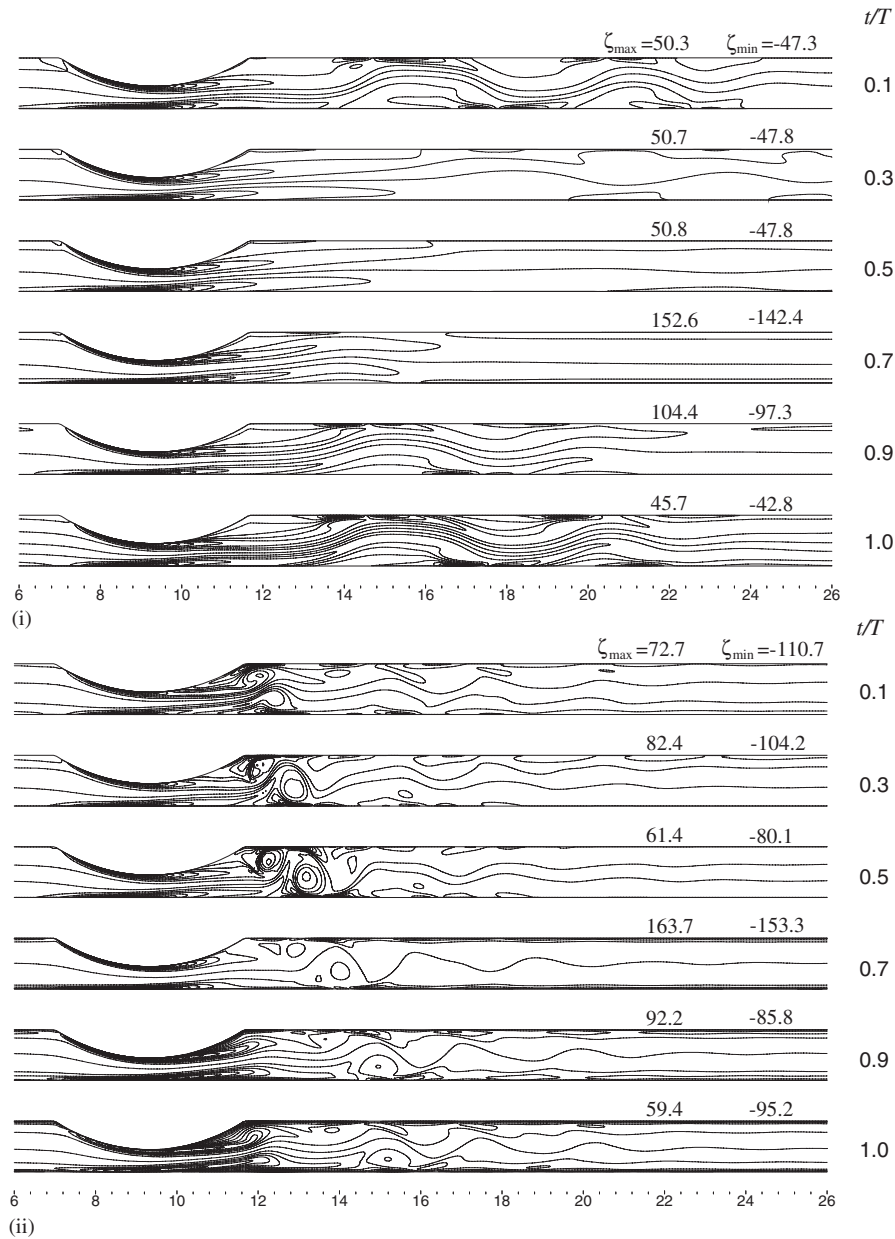 t/T
ζmax =50.3 ζmin =-47.3
0.1
50.7 -47.8
0.3
50.8 -47.8
0.5
152.6 -142.4
0.7
104.4 -97.3
0.9
45.7 -42.8
1.0
6 8 10 12 14 16 18 20 22 24 26
(i)
t/T
ζmax =72.7 ζmin =-110.7
0.1
82.4 -104.2
0.3
61.4 -80.1
0.5
163.7 -153.3
0.7
92.2 -85.8
0.9
59.4 -95.2
1.0
6 8 10 12 14 16 18 20 22 24 26
(ii)